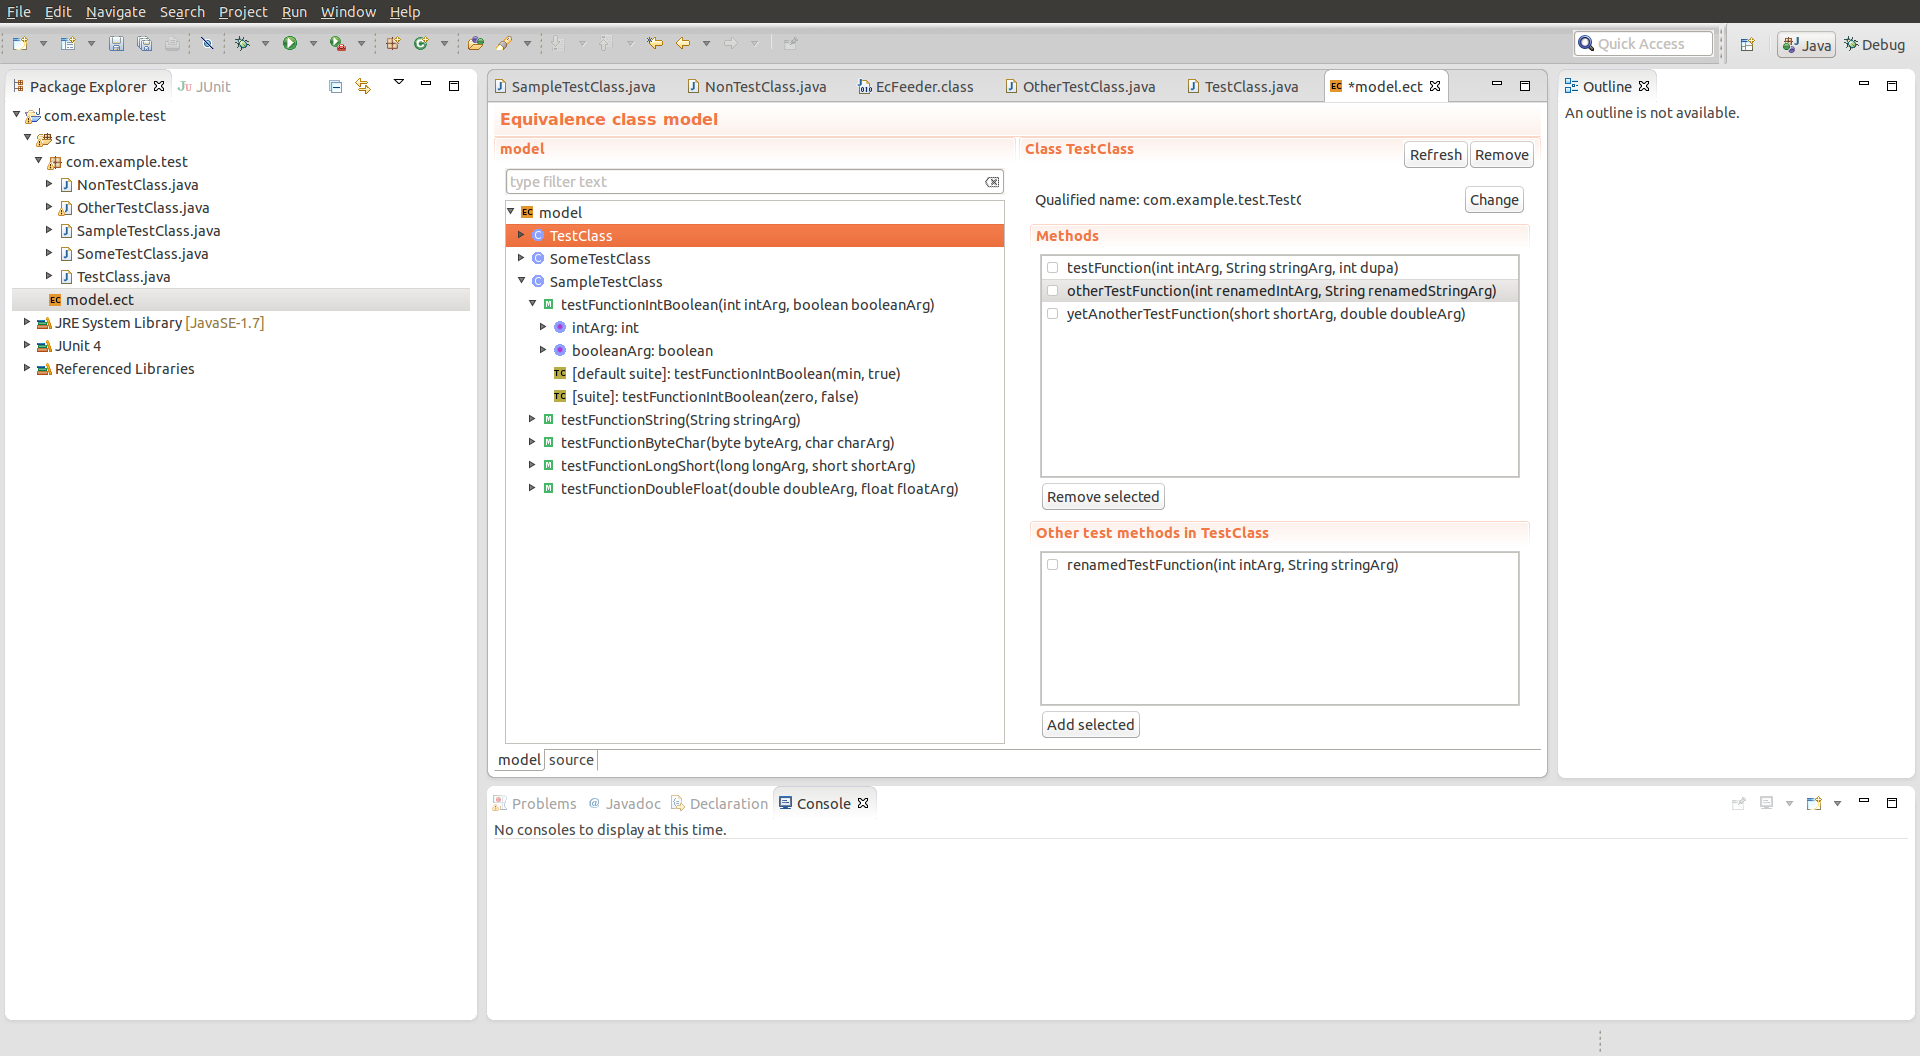 File Edit Navigate Search Project Run Window Help
Quick Access
Java
Debug
Package Explorer
JUnit
com.example.test
src
com.example.test
NonTestClass.java
OtherTestClass.java
SampleTestClass.java
SomeTestClass.java
TestClass.java
model.ect
JRE System Library [JavaSE-1.7]
JUnit 4
Referenced Libraries
SampleTestClass.java
NonTestClass.java
EcFeeder.class
OtherTestClass.java
TestClass.java
*model.ect
Equivalence class model
model
type filter text
model
TestClass
SomeTestClass
SampleTestClass
testFunctionIntBoolean(int intArg, boolean booleanArg)
intArg: int
booleanArg: boolean
[default suite]: testFunctionIntBoolean(min, true)
[suite]: testFunctionIntBoolean(zero, false)
testFunctionString(String stringArg)
testFunctionByteChar(byte byteArg, char charArg)
testFunctionLongShort(long longArg, short shortArg)
testFunctionDoubleFloat(double doubleArg, float floatArg)
Class TestClass
Refresh
Remove
Qualified name: com.example.test.TestC
Change
Methods
testFunction(int intArg, String stringArg, int dupa)
otherTestFunction(int renamedIntArg, String renamedStringArg)
yetAnotherTestFunction(short shortArg, double doubleArg)
Remove selected
Other test methods in TestClass
renamedTestFunction(int intArg, String stringArg)
Add selected
model
source
Outline
An outline is not available.
Problems
@ Javadoc
Declaration
Console
No consoles to display at this time.